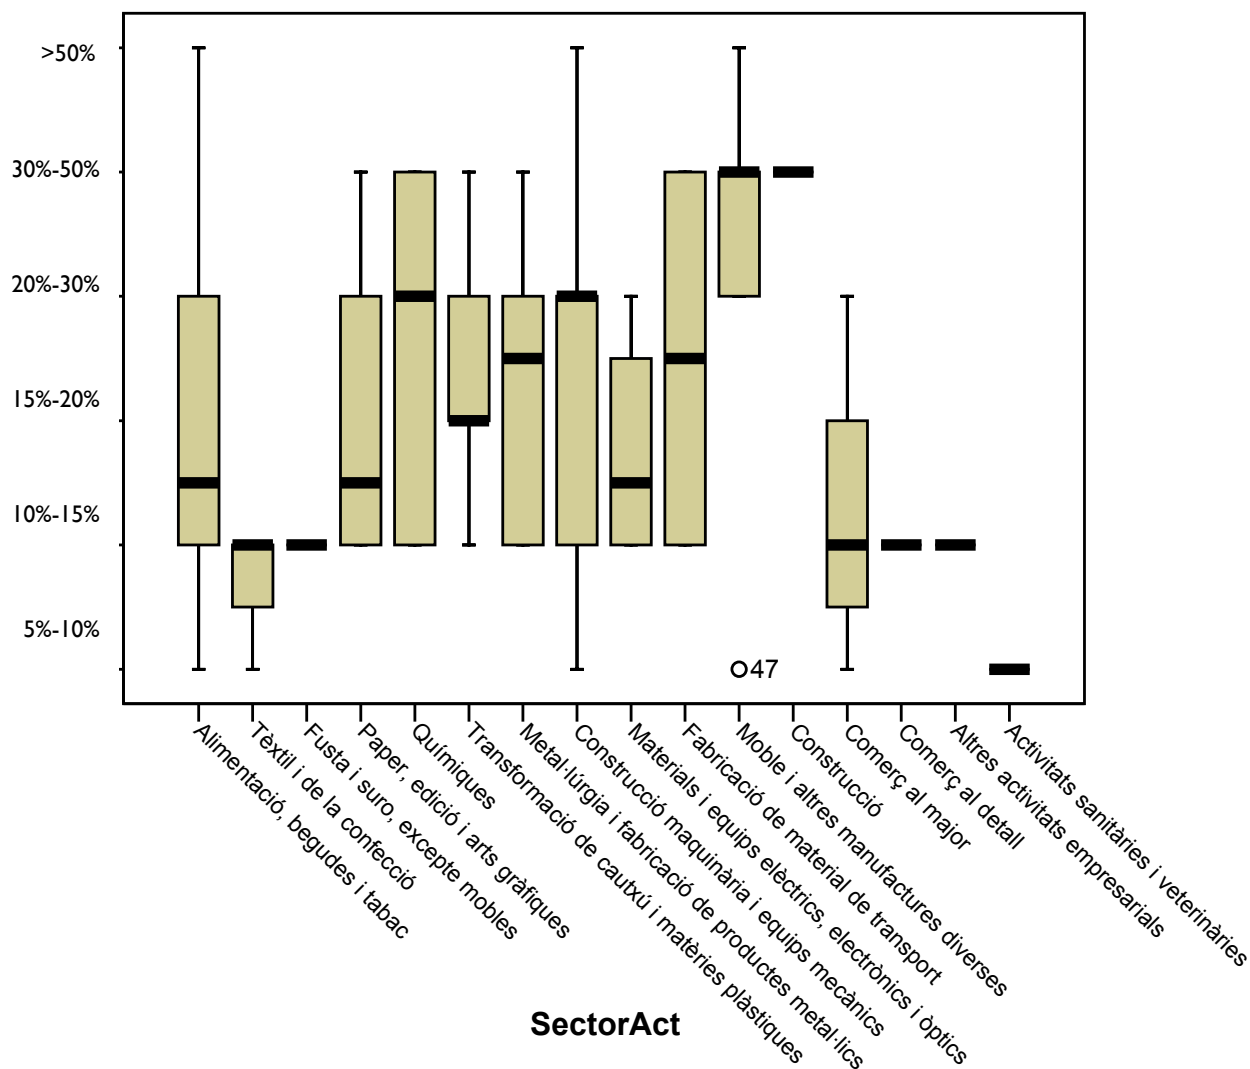 >50%
30%-50%
20%-30%
15%-20%
10%-15%
5%-10%
47
Alimentació, begudes i tabac
Tèxtil i de la confecció
Fusta i suro, excepte mobles
Paper, edició i arts gràfiques
Químiques
Transformació de cautxú i matèries plàstiques
Metal·lúrgia i fabricació de productes metal·lics
Construcció maquinària i equips mecànics
Materials i equips elèctrics, electrònics i òptics
Fabricació de material de transport
Moble i altres manufactures diverses
Construcció
Comerç al major
Comerç al detall
Altres activitats empresarials
Activitats sanitàries i veterinàries
SectorAct